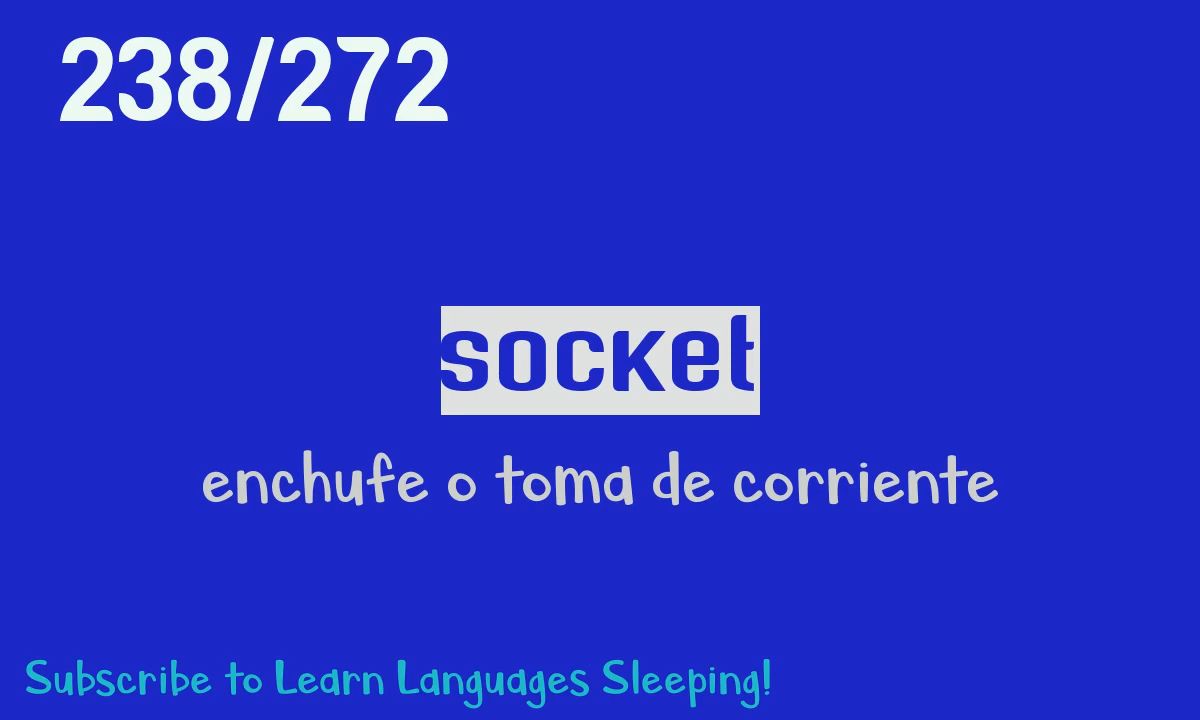 238/272
socket
enchufe o toma de corriente
Subscribe to Learn Languages Sleeping!